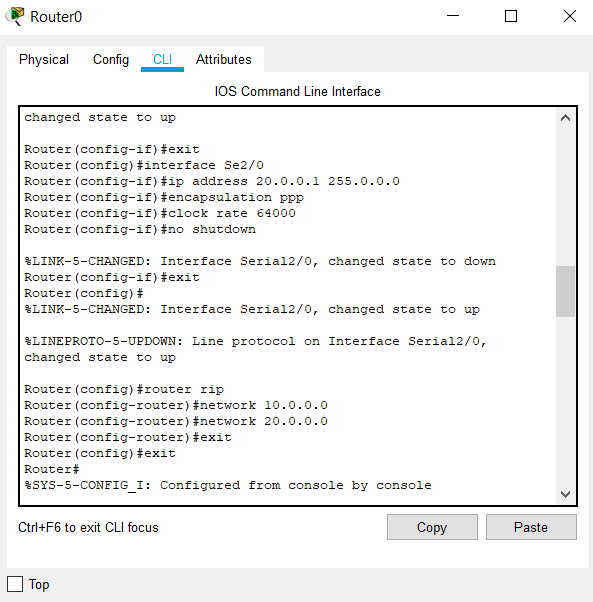 Router0
Physical Config CLI Attributes
IOS Command Line Interface
changed state to up
Router(config-if)#exit
Router(config)#interface Se2/0
Router(config-if)#ip address 20.0.0.1 255.0.0.0
Router(config-if)#encapsulation ppp
Router(config-if)#clock rate 64000
Router(config-if)#no shutdown
%LINK-5-CHANGED: Interface Serial2/0, changed state to down
Router(config-if)#exit
Router(config)#
%LINK-5-CHANGED: Interface Serial2/0, changed state to up
%LINEPROTO-5-UPDOWN: Line protocol on Interface Serial2/0,
changed state to up
Router(config)#router rip
Router(config-router)#network 10.0.0.0
Router(config-router)#network 20.0.0.0
Router(config-router)#exit
Router(config)#exit
Router#
%SYS-5-CONFIG_I: Configured from console by console
Ctrl+F6 to exit CLI focus
Copy
Paste
Top